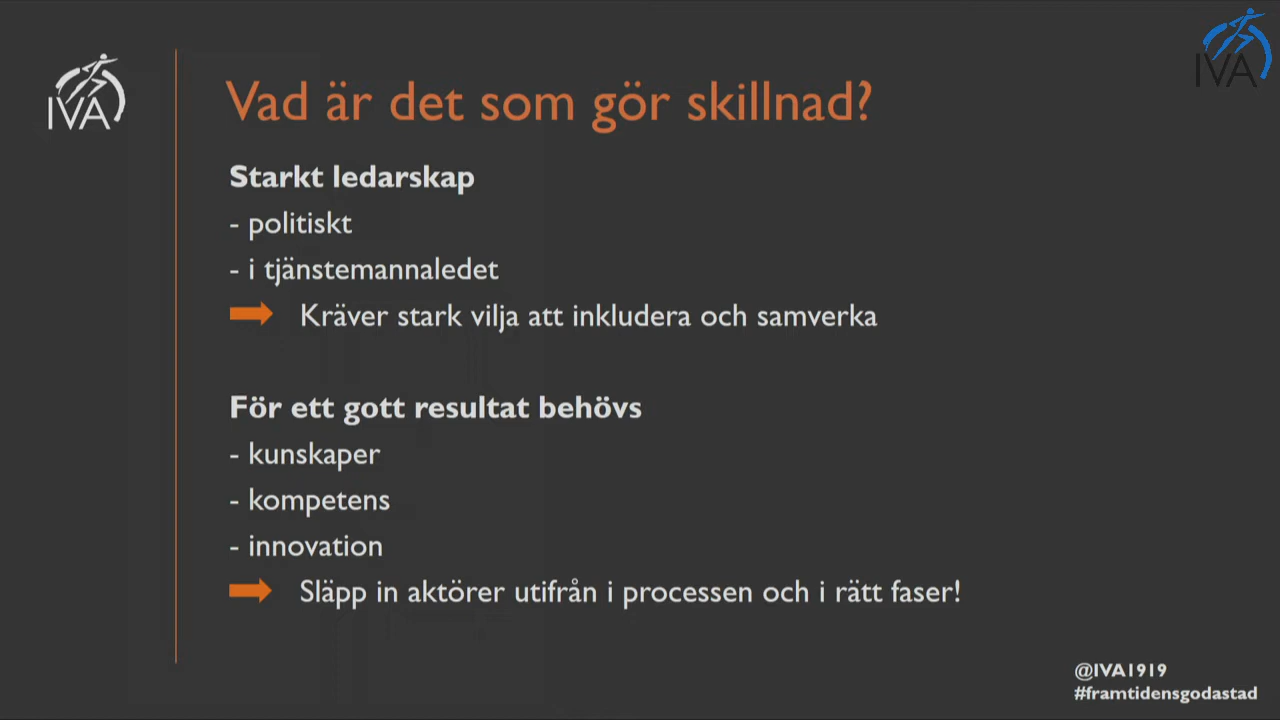 IVA
IVA
Vad är det som gör skillnad?
Starkt ledarskap
- politiskt
- i tjänstemannaledet
Kräver stark vilja att inkludera och samverka
För ett gott resultat behövs
- kunskaper
- kompetens
- innovation
Släpp in aktörer utifrån i processen och i rätt faser!
@IVA1919
#framtidensgodastad